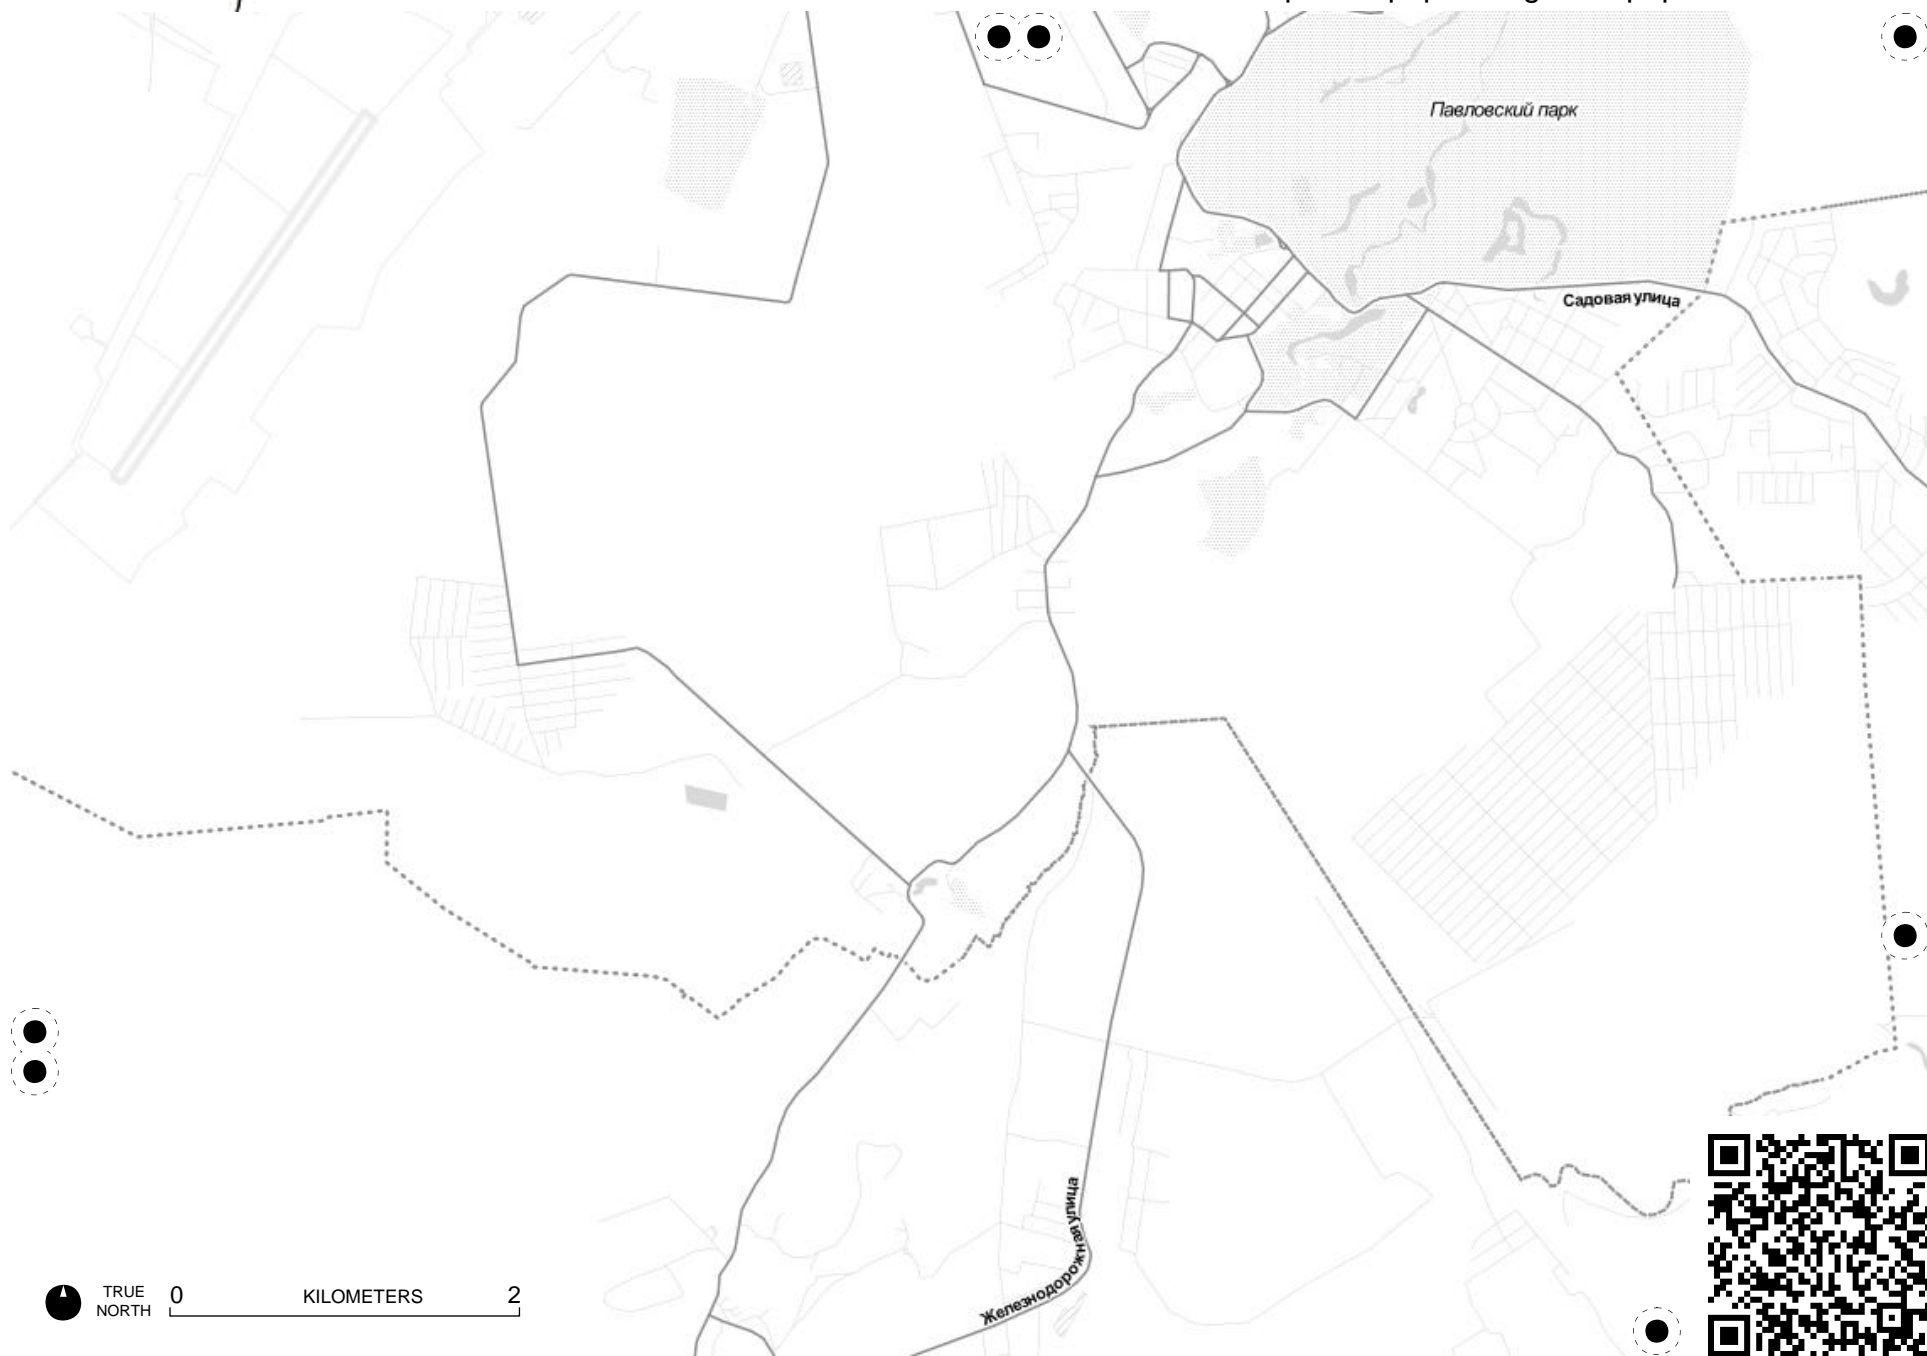 Павловский парк
Садовая улица
Железнодорожная улица
TRUE
NORTH
0 KILOMETERS 2